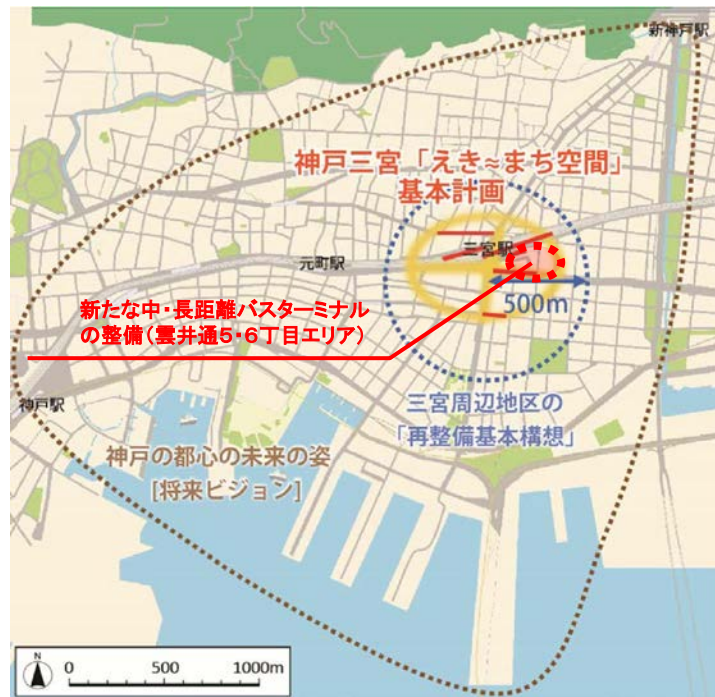 新神戸駅
神戸三宮「えき≈まち空間」
基本計画
三宮駅
元町駅
500m
新たな中・長距離バスターミナル
の整備(雲井通5・6丁目エリア)
三宮周辺地区の
「再整備基本構想」
神戸駅
神戸の都心の未来の姿
[将来ビジョン]
N
0 500 1000m